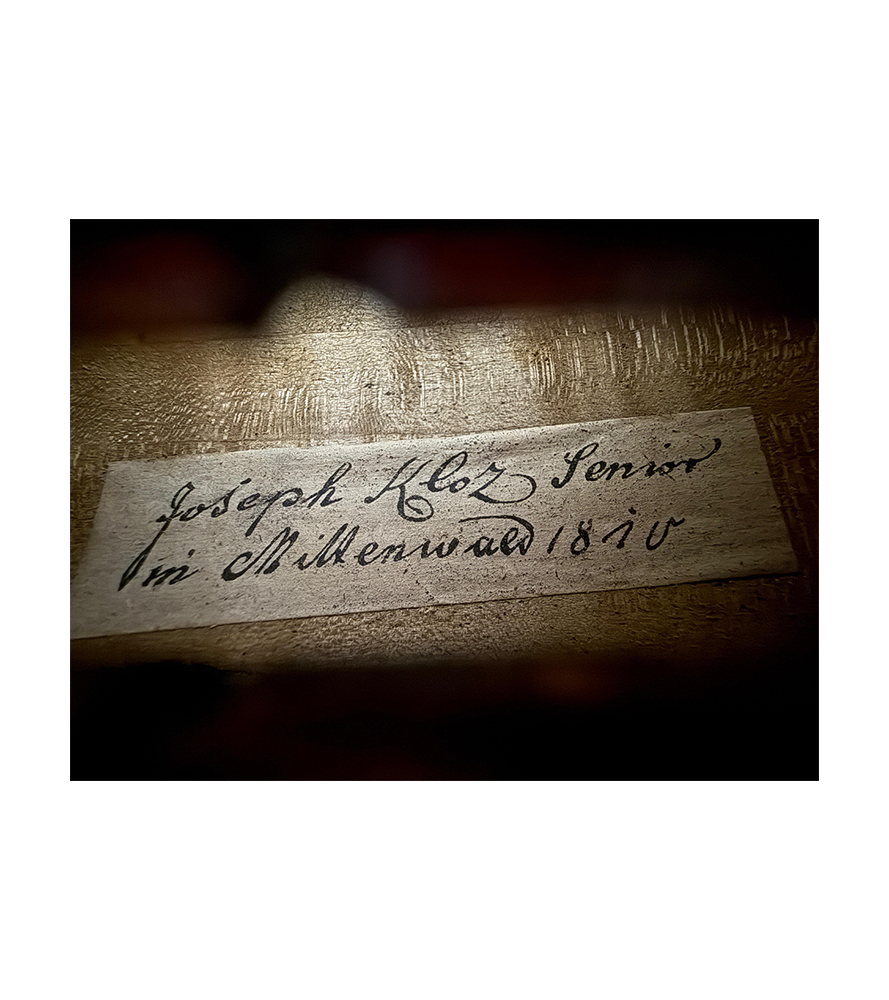 Joseph Kloz Senior
in Mittenwald 1810